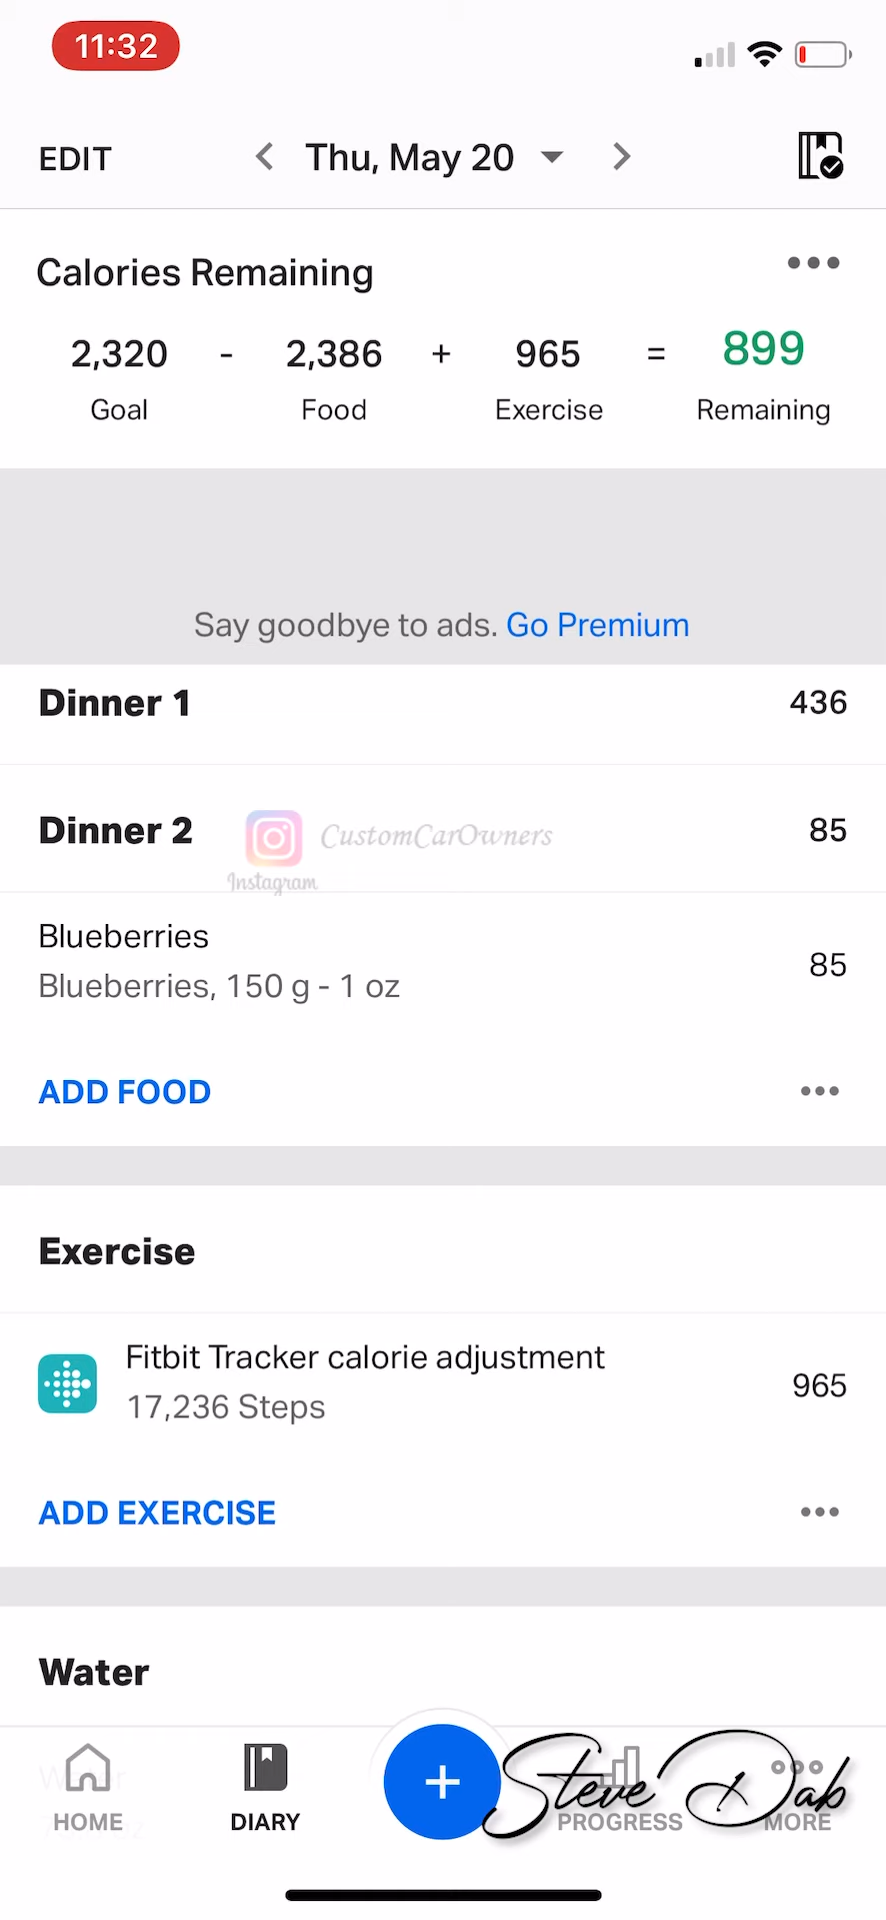 11:32
EDIT
Thu, May 20
Calories Remaining
2,320 - 2,386 + 965 = 899
Goal Food Exercise Remaining
Say goodbye to ads. Go Premium
Dinner 1 436
Dinner 2 85
CustomCarOwners
Instagram
Blueberries
Blueberries, 150 g - 1 oz
85
ADD FOOD
Exercise
Fitbit Tracker calorie adjustment
17,236 Steps
965
ADD EXERCISE
Water
+
Steve Dab
HOME DIARY PROGRESS MORE